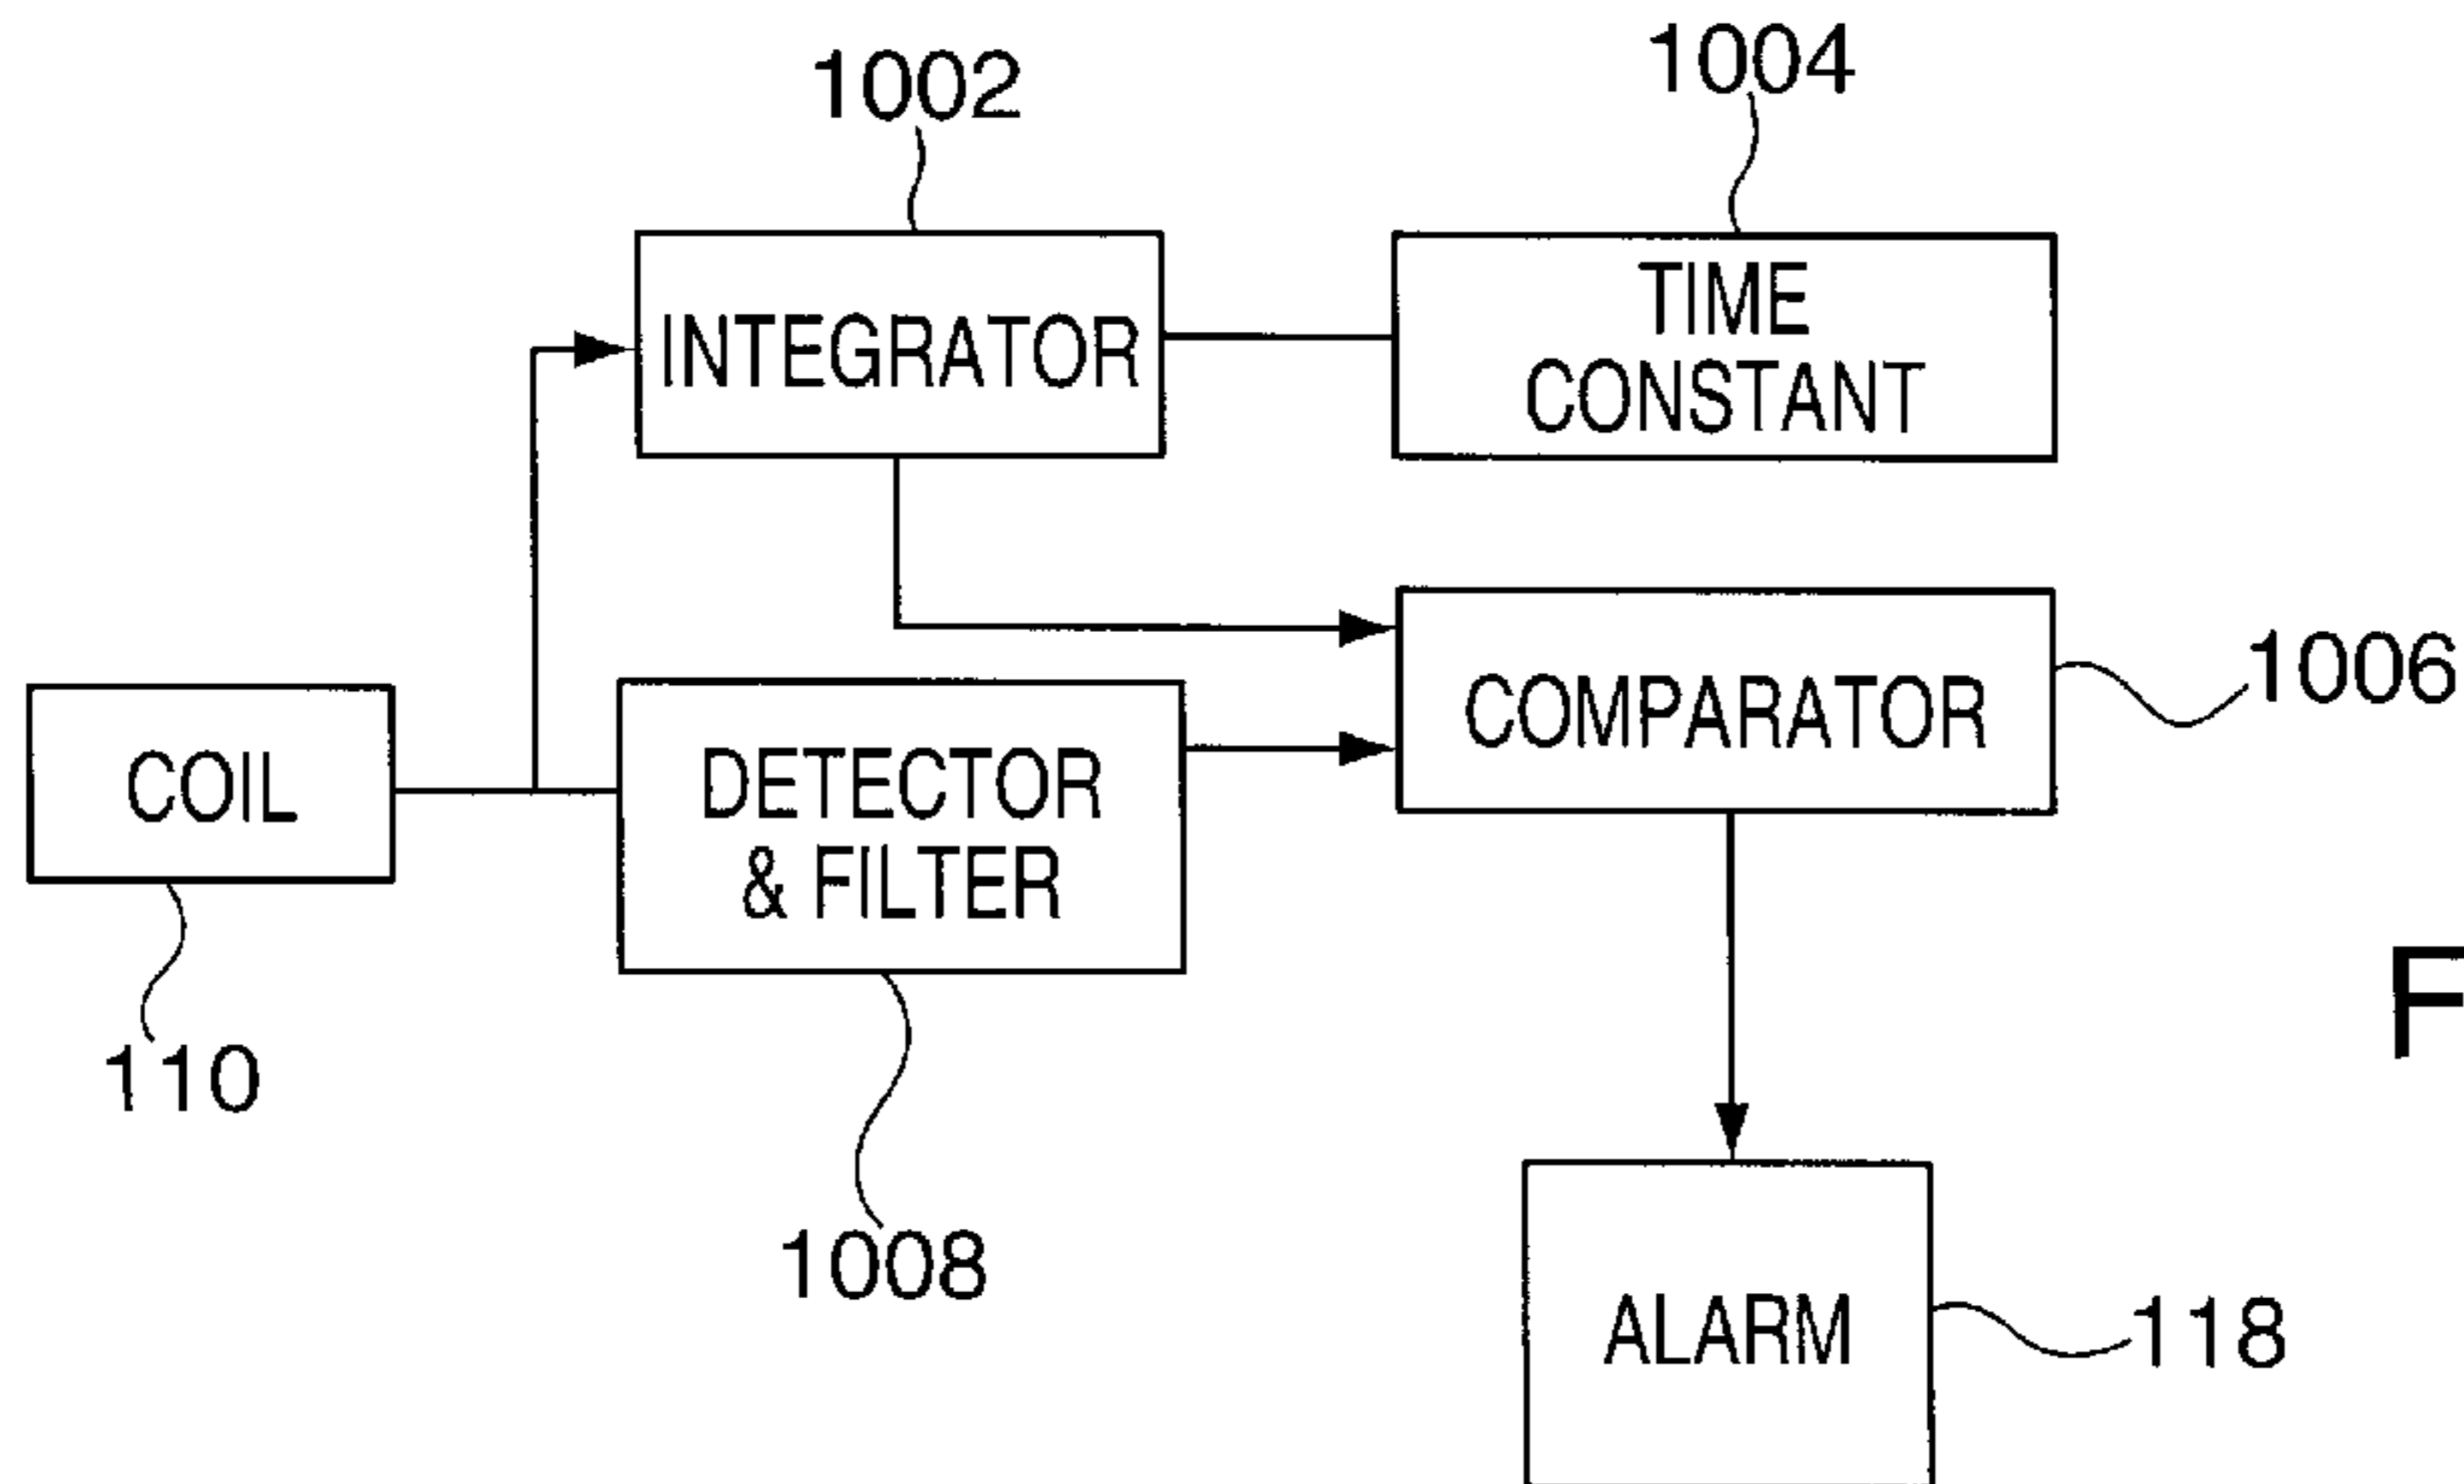 1002
1004
INTEGRATOR
TIME
CONSTANT
COMPARATOR
1006
COIL
DETECTOR
& FILTER
110
1008
F
ALARM
118